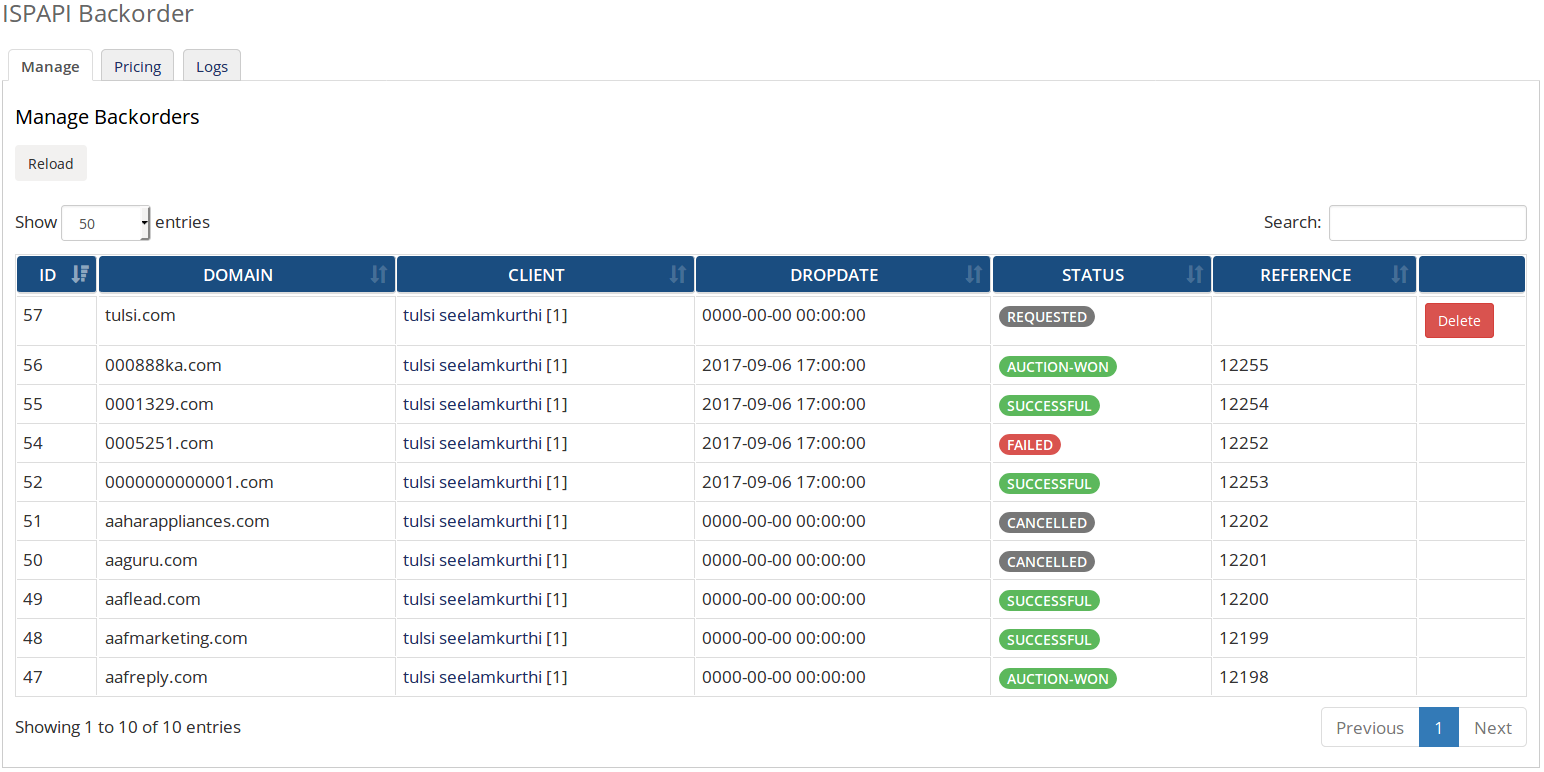 ISPAPI Backorder
Manage Pricing Logs
Manage Backorders
Reload
Show 50 entries Search:
ID DOMAIN CLIENT DROPDATE STATUS REFERENCE
57 tulsi.com tulsi seelamkurthi [1] 0000-00-00 00:00:00 REQUESTED Delete
56 000888ka.com tulsi seelamkurthi [1] 2017-09-06 17:00:00 AUCTION-WON 12255
55 0001329.com tulsi seelamkurthi [1] 2017-09-06 17:00:00 SUCCESSFUL 12254
54 0005251.com tulsi seelamkurthi [1] 2017-09-06 17:00:00 FAILED 12252
52 0000000000001.com tulsi seelamkurthi [1] 2017-09-06 17:00:00 SUCCESSFUL 12253
51 aaharappliances.com tulsi seelamkurthi [1] 0000-00-00 00:00:00 CANCELLED 12202
50 aaguru.com tulsi seelamkurthi [1] 0000-00-00 00:00:00 CANCELLED 12201
49 aaflead.com tulsi seelamkurthi [1] 0000-00-00 00:00:00 SUCCESSFUL 12200
48 aafmarketing.com tulsi seelamkurthi [1] 0000-00-00 00:00:00 SUCCESSFUL 12199
47 aafreply.com tulsi seelamkurthi [1] 0000-00-00 00:00:00 AUCTION-WON 12198
Showing 1 to 10 of 10 entries Previous 1 Next